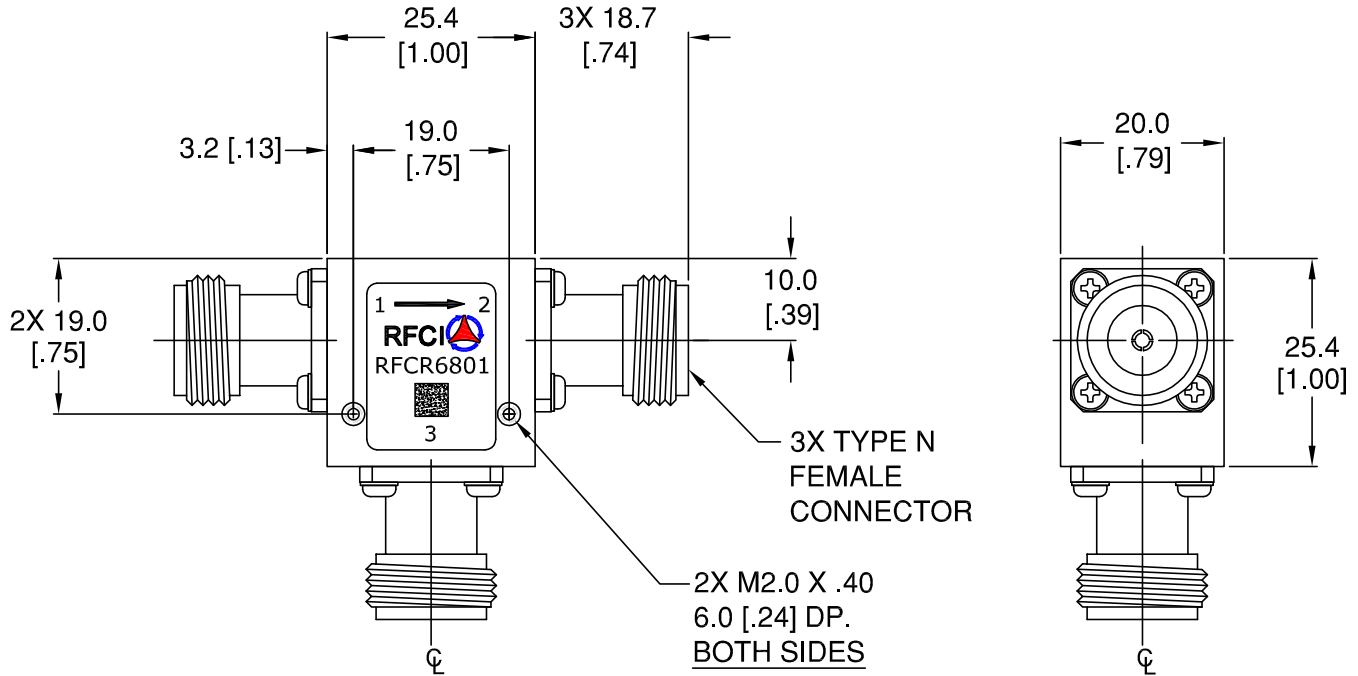 25.4
[1.00]
3X 18.7
[.74]
3.2 [.13]
19.0
[.75]
20.0
[.79]
2X 19.0
[.75]
10.0
[.39]
25.4
[1.00]
1 2
RFCI
RFCR6801
3
3X TYPE N
FEMALE
CONNECTOR
2X M2.0 X .40
6.0 [.24] DP.
BOTH SIDES
℄
℄